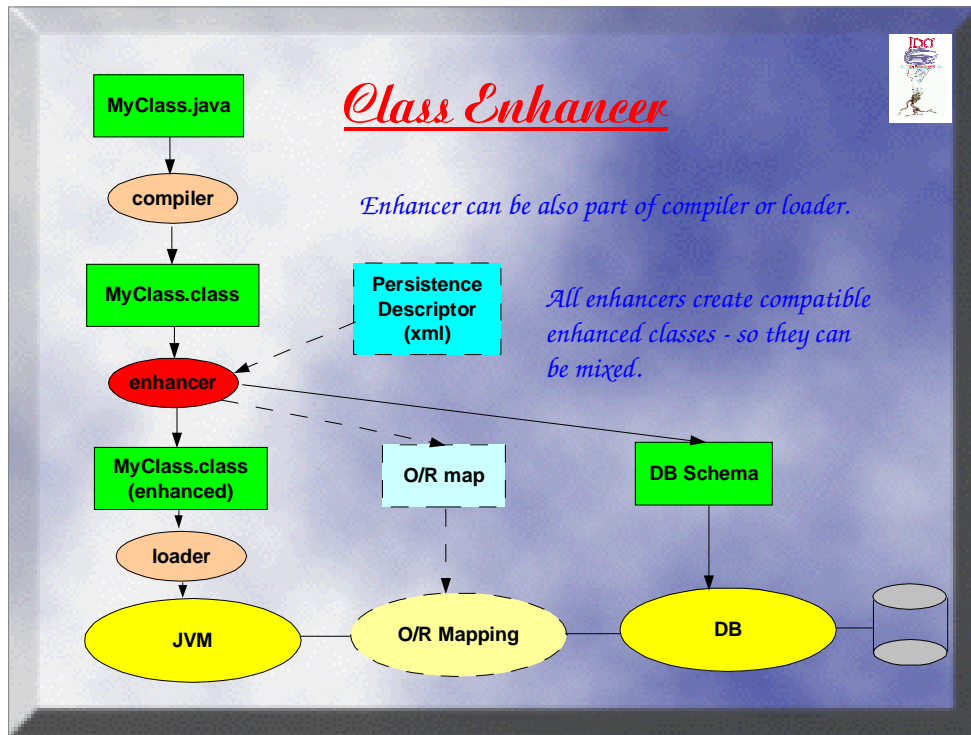 JDO
MyClass.java
Class Enhancer
compiler
Enhancer can be also part of compiler or loader.
MyClass.class
Persistence
Descriptor
(xml)
All enhancers create compatible
enhanced classes - so they can
be mixed.
enhancer
MyClass.class
(enhanced)
O/R map
DB Schema
loader
JVM
O/R Mapping
DB